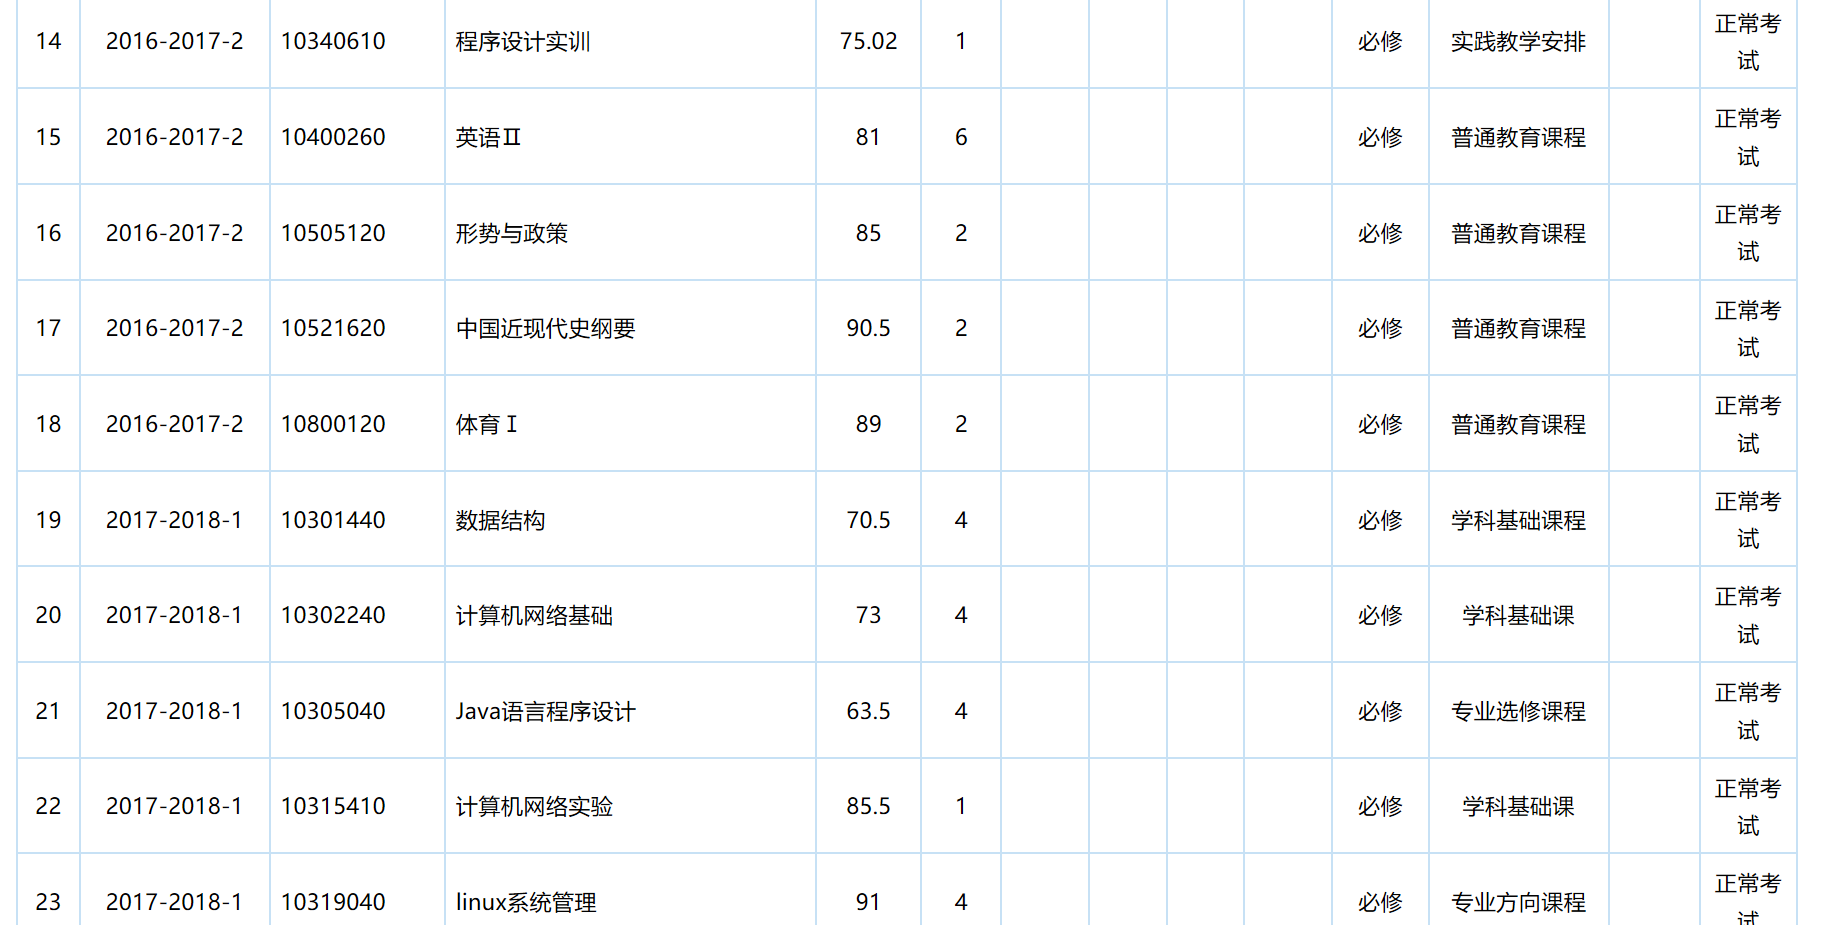 14 2016-2017-2 10340610 程序设计实训 75.02 1 必修 实践教学安排 正常考试
15 2016-2017-2 10400260 英语Ⅱ 81 6 必修 普通教育课程 正常考试
16 2016-2017-2 10505120 形势与政策 85 2 必修 普通教育课程 正常考试
17 2016-2017-2 10521620 中国近现代史纲要 90.5 2 必修 普通教育课程 正常考试
18 2016-2017-2 10800120 体育Ⅰ 89 2 必修 普通教育课程 正常考试
19 2017-2018-1 10301440 数据结构 70.5 4 必修 学科基础课程 正常考试
20 2017-2018-1 10302240 计算机网络基础 73 4 必修 学科基础课 正常考试
21 2017-2018-1 10305040 Java语言程序设计 63.5 4 必修 专业选修课程 正常考试
22 2017-2018-1 10315410 计算机网络实验 85.5 1 必修 学科基础课 正常考试
23 2017-2018-1 10319040 linux系统管理 91 4 必修 专业方向课程 正常考试